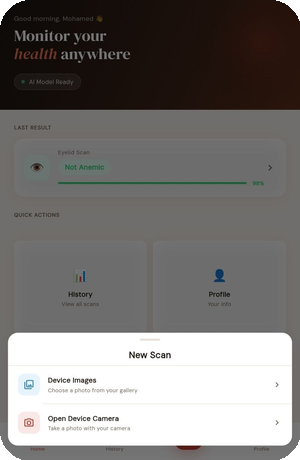 Good morning, Mohamed 👋
Monitor your
health anywhere
AI Model Ready
LAST RESULT
Eyelid Scan
Not Anemic
98%
QUICK ACTIONS
History
View all scans
Profile
Your info
New Scan
Device Images
Choose a photo from your gallery
Open Device Camera
Take a photo with your camera
Home
History
Profile